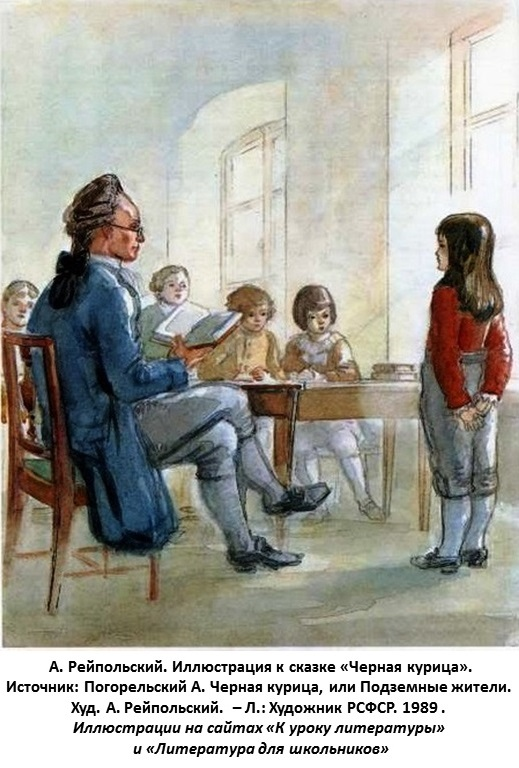 А. Рейпольский. Иллюстрация к сказке «Черная курица».
Источник: Погорельский А. Черная курица, или Подземные жители.
Худ. А. Рейпольский. – Л.: Художник РСФСР. 1989 .
Иллюстрации на сайтах «К уроку литературы»
и «Литература для школьников»